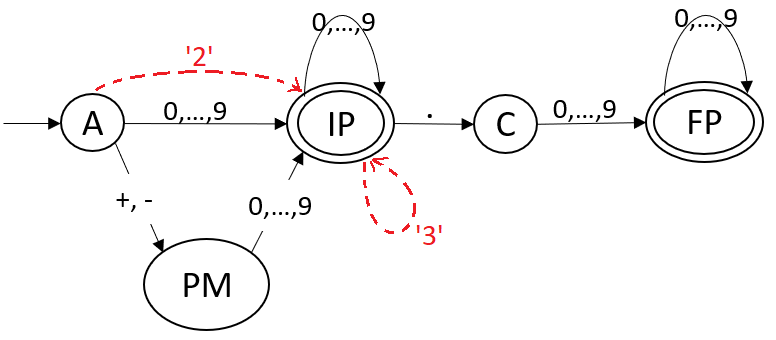 0,...,9
0,...,9
'2'
A
0,...,9
IP
.
C
0,...,9
FP
+, -
0,...,9
'3'
PM